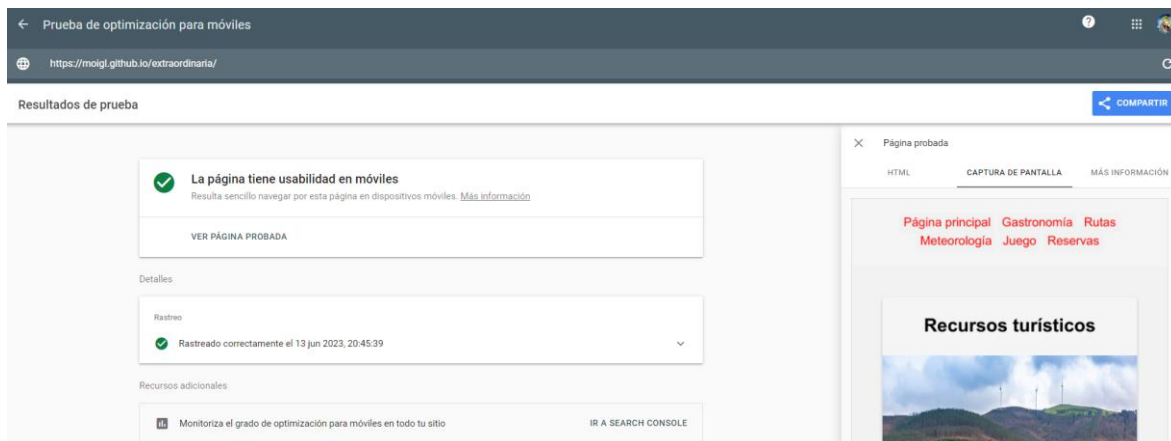 Prueba de optimización para móviles
https://moigl.github.io/extraordinaria/
Resultados de prueba
COMPARTIR
La página tiene usabilidad en móviles
Resulta sencillo navegar por esta página en dispositivos móviles. Más información
VER PÁGINA PROBADA
Detalles
Rastreo
Rastreado correctamente el 13 jun 2023, 20:45:39
Recursos adicionales
Monitoriza el grado de optimización para móviles en todo tu sitio
IR A SEARCH CONSOLE
Página probada
HTML
CAPTURA DE PANTALLA
MÁS INFORMACIÓN
Página principal Gastronomía Rutas
Meteorología Juego Reservas
Recursos turísticos